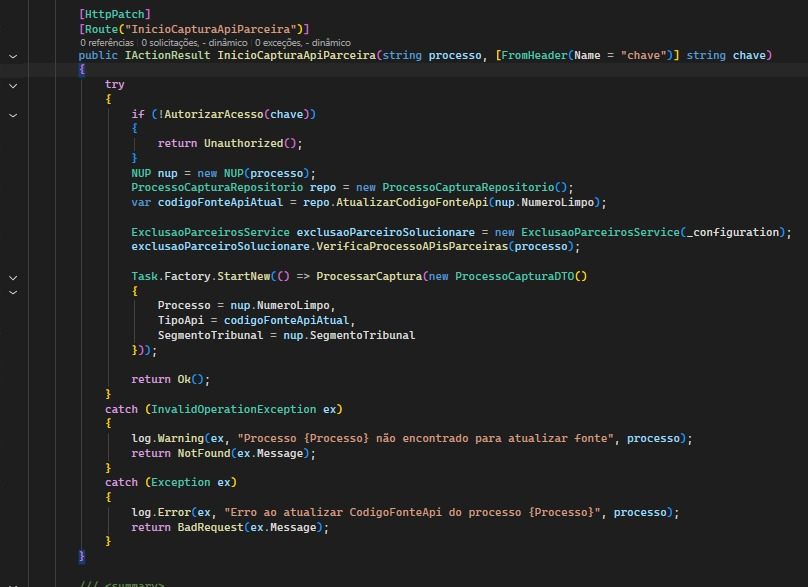 [HttpPatch]
[Route("InicioCapturaApiParceira")]
0 referências | 0 solicitações, - dinâmico | 0 exceções, - dinâmico
public IActionResult InicioCapturaApiParceira(string processo, [FromHeader(Name = "chave")] string chave)
{
try
{
if (!AutorizarAcesso(chave))
{
return Unauthorized();
}
NUP nup = new NUP(processo);
ProcessoCapturaRepositorio repo = new ProcessoCapturaRepositorio();
var codigoFonteApiAtual = repo.AtualizarCodigoFonteApi(nup.NumeroLimpo);
ExclusaoParceirosService exclusaoParceiroSolucionare = new ExclusaoParceirosService(_configuration);
exclusaoParceiroSolucionare.VerificaProcessoAPisParceiras(processo);
Task.Factory.StartNew(() => ProcessarCaptura(new ProcessoCapturaDTO()
{
Processo = nup.NumeroLimpo,
TipoApi = codigoFonteApiAtual,
SegmentoTribunal = nup.SegmentoTribunal
}));
return Ok();
}
catch (InvalidOperationException ex)
{
log.Warning(ex, "Processo {Processo} não encontrado para atualizar fonte", processo);
return NotFound(ex.Message);
}
catch (Exception ex)
{
log.Error(ex, "Erro ao atualizar CodigoFonteApi do processo {Processo}", processo);
return BadRequest(ex.Message);
}
}
/// <summary>